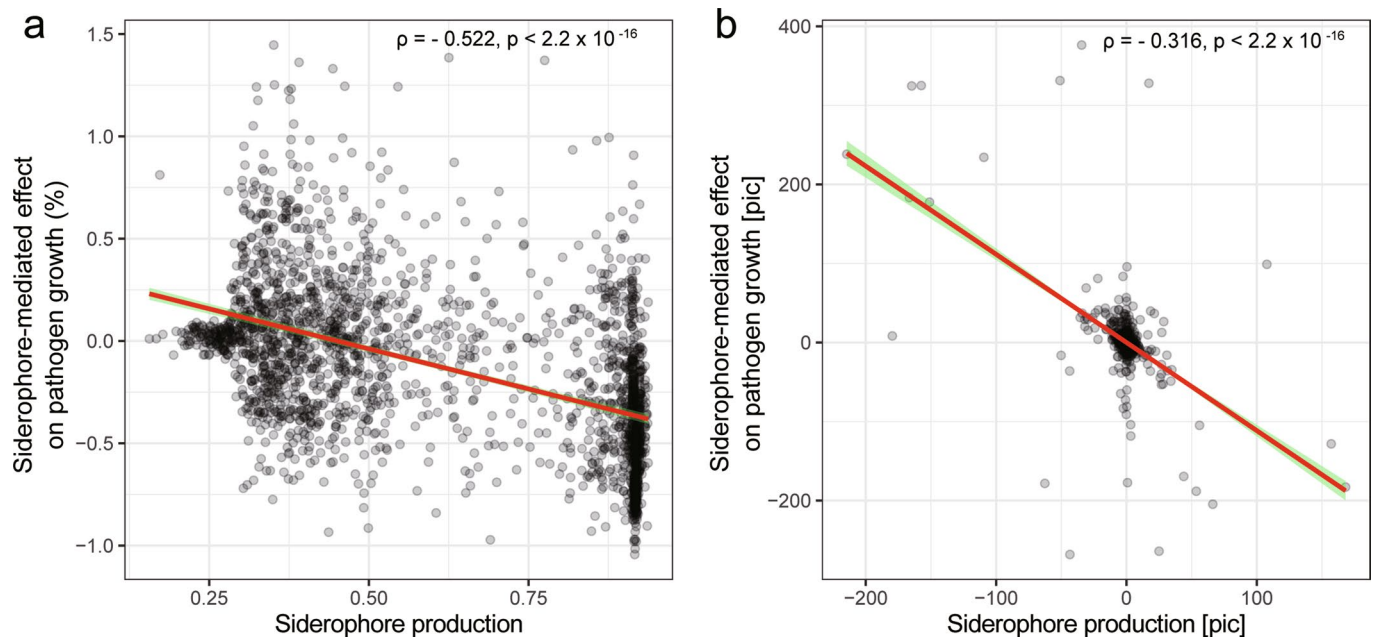 a
ρ = - 0.522, p < 2.2 x 10 -16
1.5
1.0
0.5
0.0
−0.5
−1.0
Siderophore-mediated effect
on pathogen growth (%)
0.25
0.50
0.75
Siderophore production
b
ρ = - 0.316, p < 2.2 x 10 -16
400
200
0
−200
Siderophore-mediated effect
on pathogen growth [pic]
−200
−100
0
100
Siderophore production [pic]